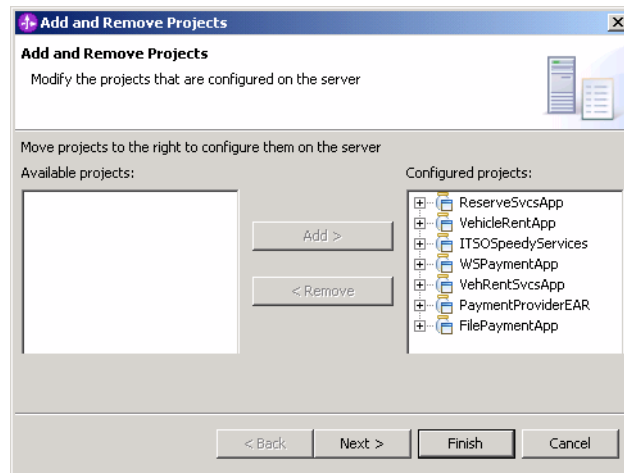 Add and Remove Projects
Add and Remove Projects
Modify the projects that are configured on the server
Move projects to the right to configure them on the server
Available projects:
Configured projects:
ReserveSvcsApp
VehicleRentApp
ITSOSpeedyServices
WSPaymentApp
VehRentSvcsApp
PaymentProviderEAR
FilePaymentApp
Add >
< Remove
< Back
Next >
Finish
Cancel